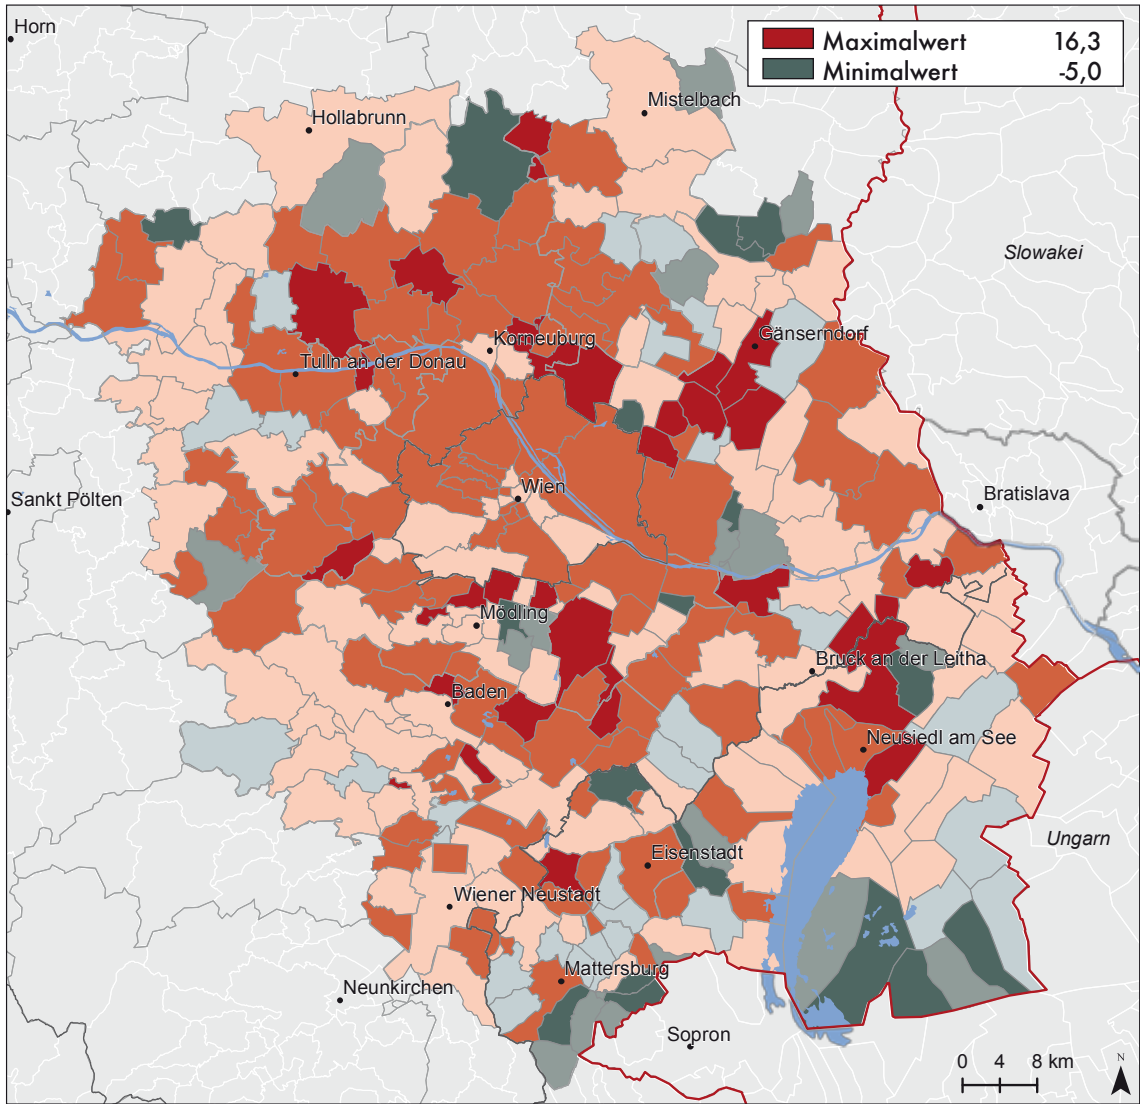 Horn
Maximalwert 16,3
Minimalwert -5,0
Mistelbach
Hollabrunn
Slowakei
Gänserndorf
Korneuburg
Tulln an der Donau
Wien
Bratislava
Sankt Pölten
Mödling
Bruck an der Leitha
Baden
Neusiedl am See
Ungarn
Eisenstadt
Wiener Neustadt
Mattersburg
Neunkirchen
Sopron
0 4 8 km
N